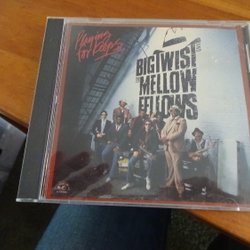 Playing
for Keeps
BIG TWIST
AND
THE
MELLOW
FELLOWS